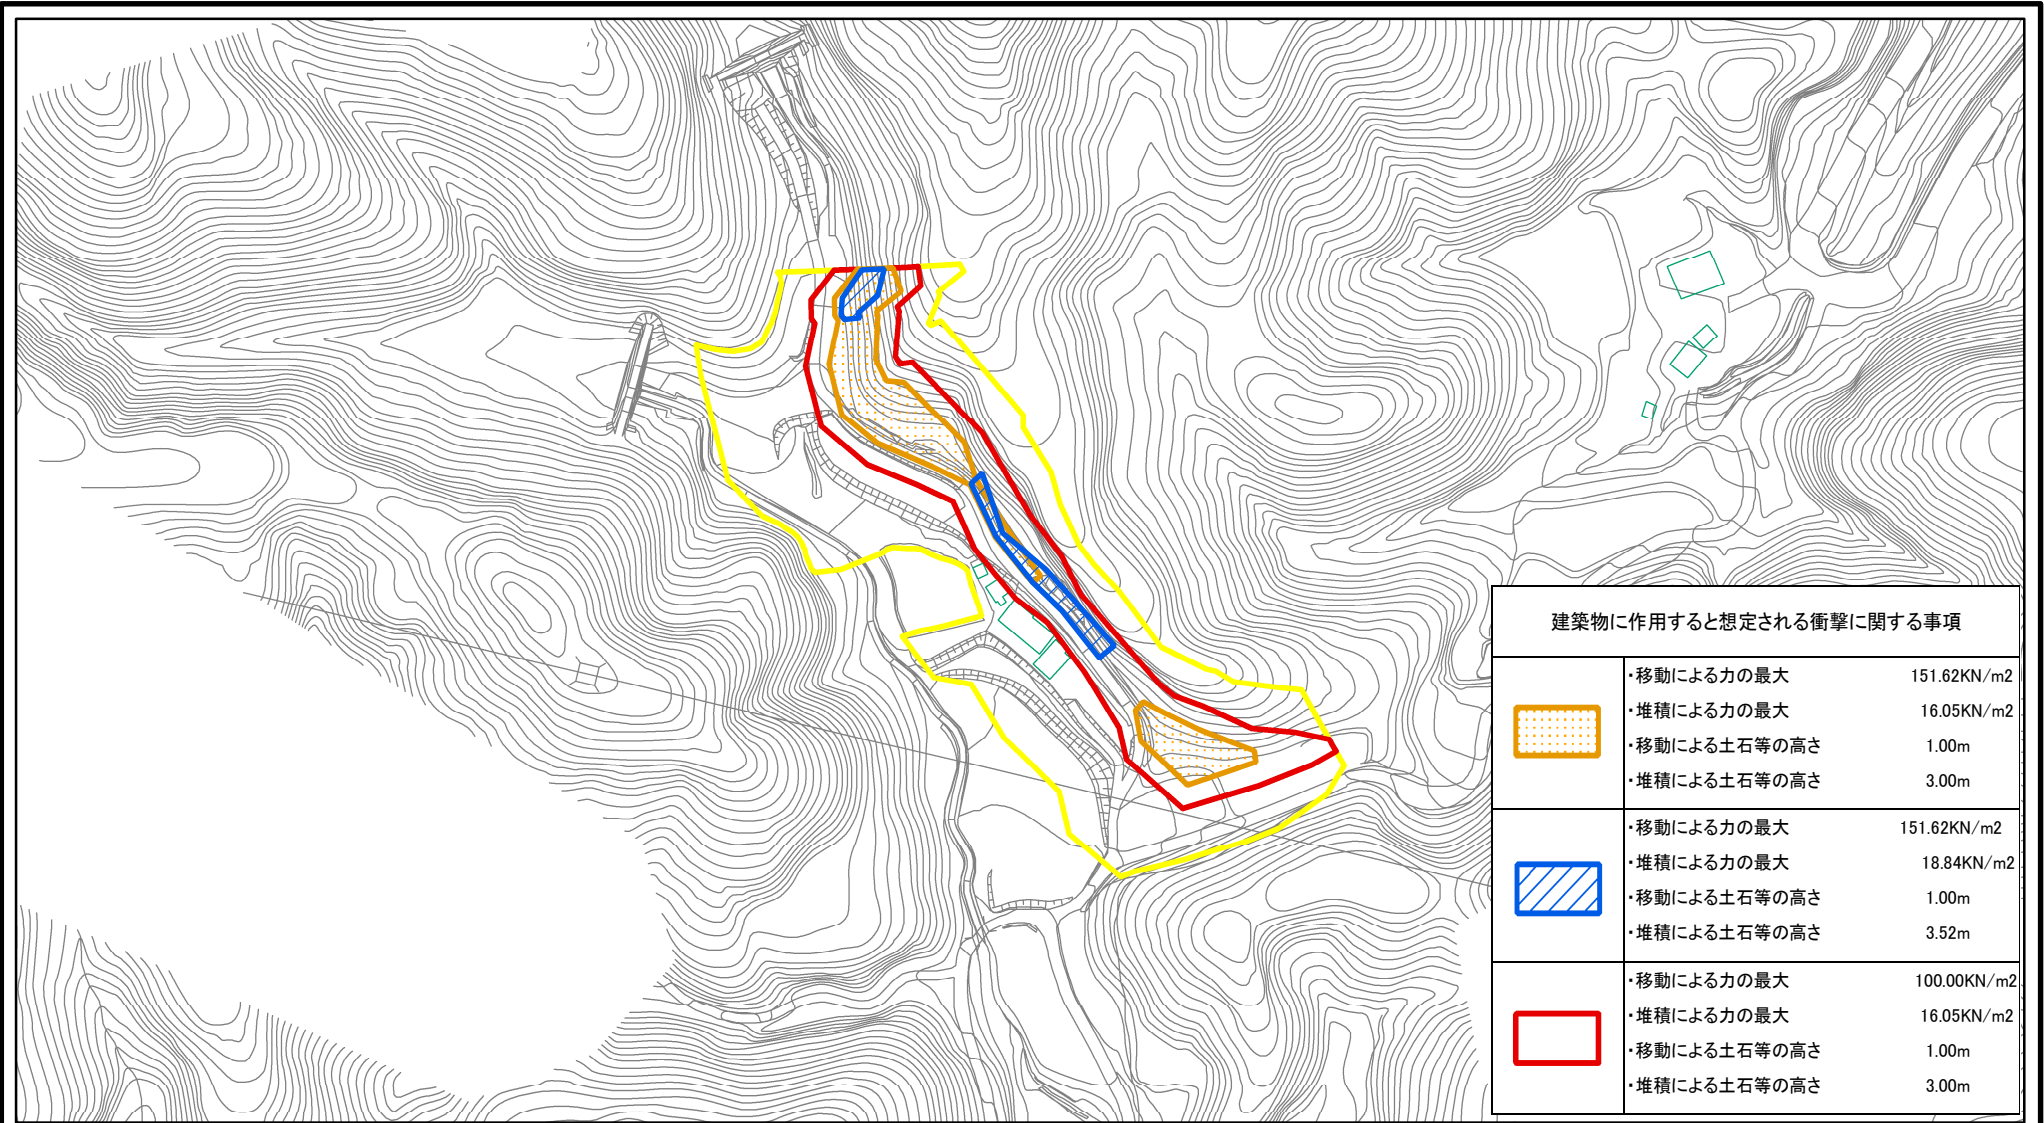 建築物に作用すると想定される衝撃に関する事項
・移動による力の最大 151.62KN/m2
・堆積による力の最大 16.05KN/m2
・移動による土石等の高さ 1.00m
・堆積による土石等の高さ 3.00m
・移動による力の最大 151.62KN/m2
・堆積による力の最大 18.84KN/m2
・移動による土石等の高さ 1.00m
・堆積による土石等の高さ 3.52m
・移動による力の最大 100.00KN/m2
・堆積による力の最大 16.05KN/m2
・移動による土石等の高さ 1.00m
・堆積による土石等の高さ 3.00m